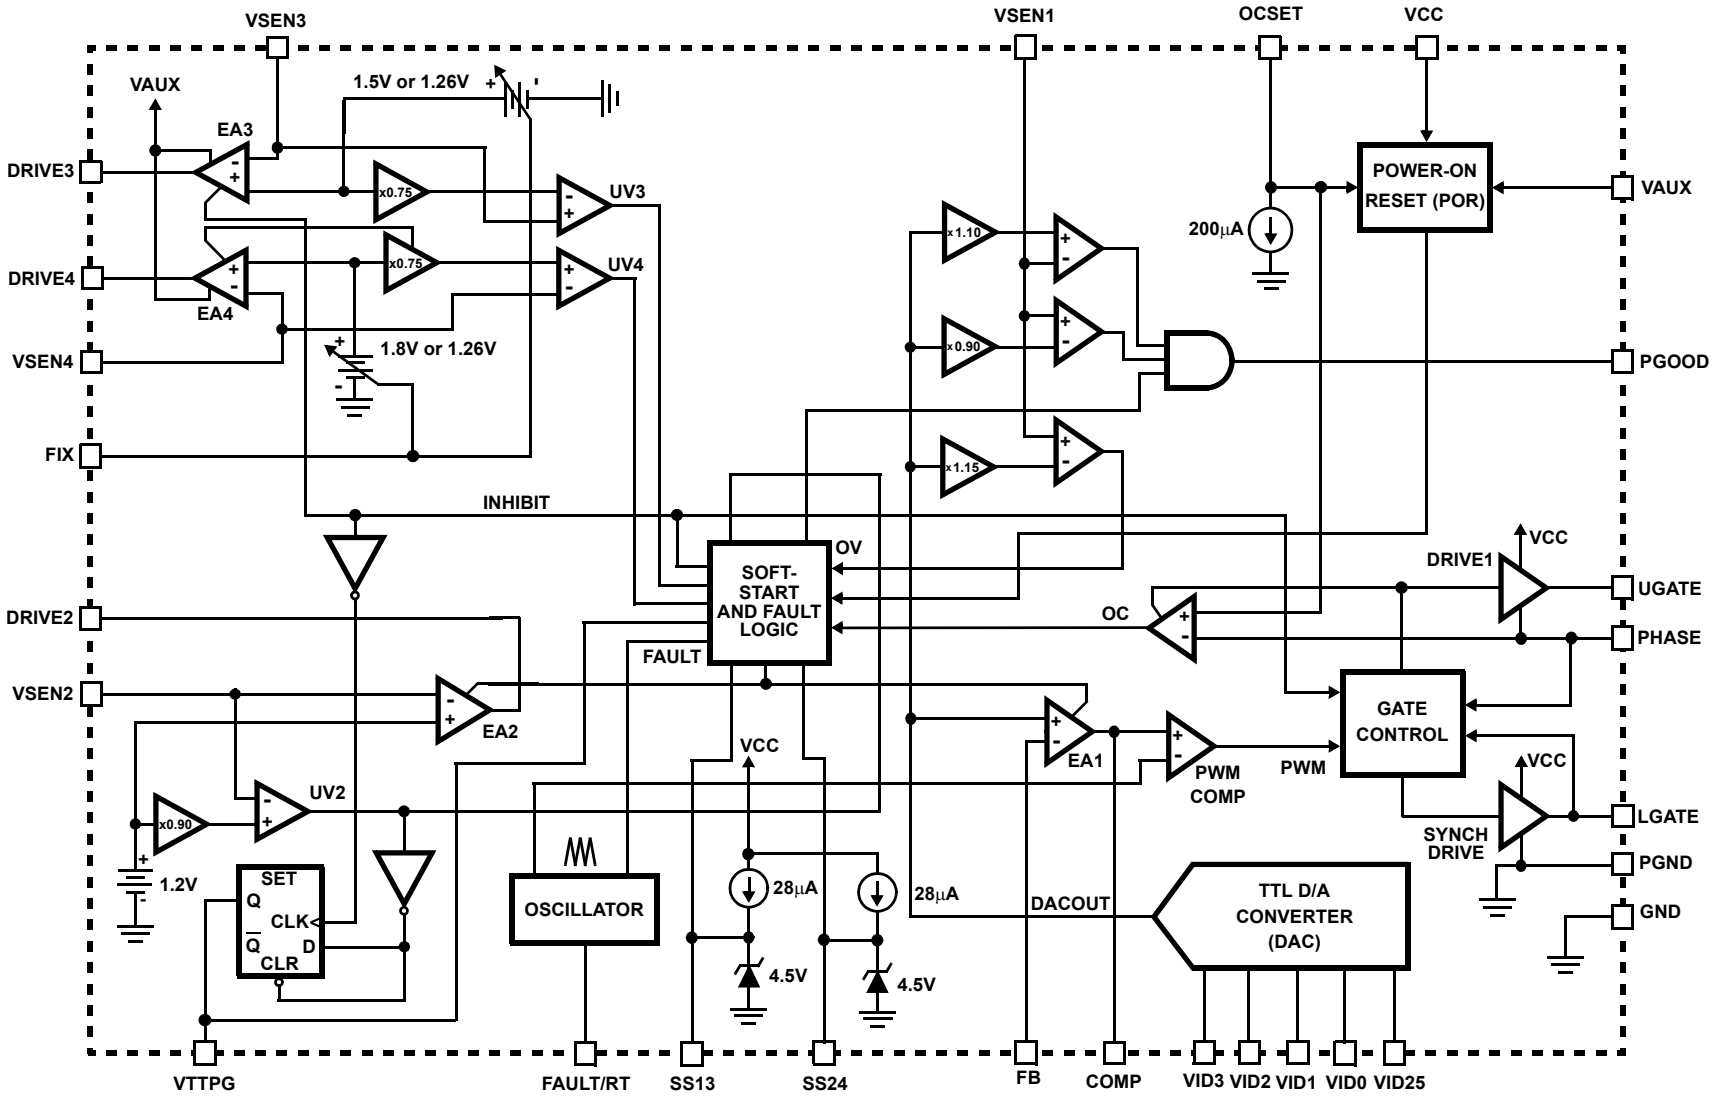 VSEN3
VSEN1
OCSET
VCC
VAUX
1.5V or 1.26V
+
-
EA3
-
+
DRIVE3
x0.75
UV3
-
+
POWER-ON
RESET (POR)
VAUX
200µA
x 1.10
+
-
DRIVE4
+
-
EA4
x0.75
UV4
+
-
x0.90
+
-
VSEN4
+
-
1.8V or 1.26V
PGOOD
FIX
x 1.15
+
-
INHIBIT
OV
SOFT-
START
AND FAULT
LOGIC
FAULT
OC
+
-
DRIVE1
VCC
UGATE
PHASE
DRIVE2
VSEN2
-
+
EA2
+
-
EA1
+
-
PWM
COMP
PWM
GATE
CONTROL
VCC
SYNCH
DRIVE
LGATE
PGND
GND
UV2
-
+
x0.90
+
-
1.2V
VCC
SET
Q
CLK
Q
D
CLR
OSCILLATOR
28µA
28µA
4.5V
4.5V
DACOUT
TTL D/A
CONVERTER
(DAC)
VTTPG
FAULT/RT
SS13
SS24
FB
COMP
VID3
VID2
VID1
VID0
VID25